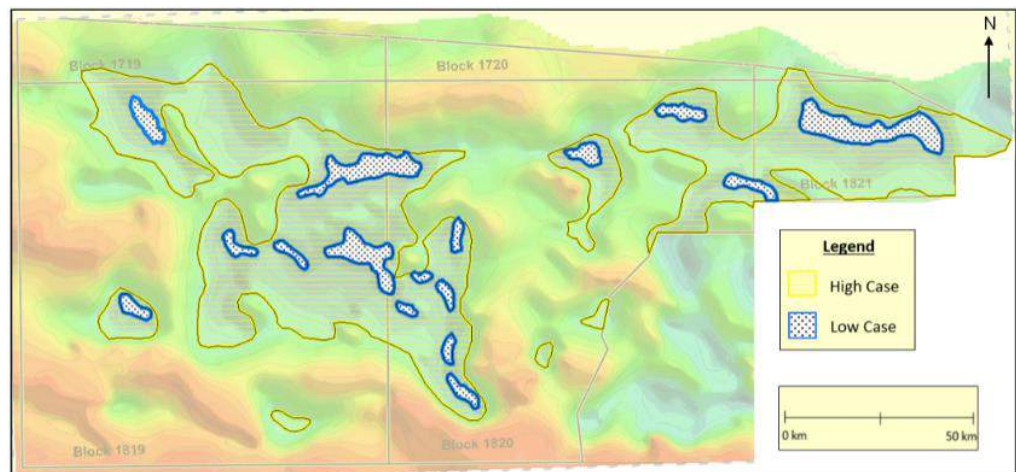 N
Block 1719
Block 1720
Block 1821
Legend
High Case
Low Case
0 km
50 km
Block 1819
Block 1820